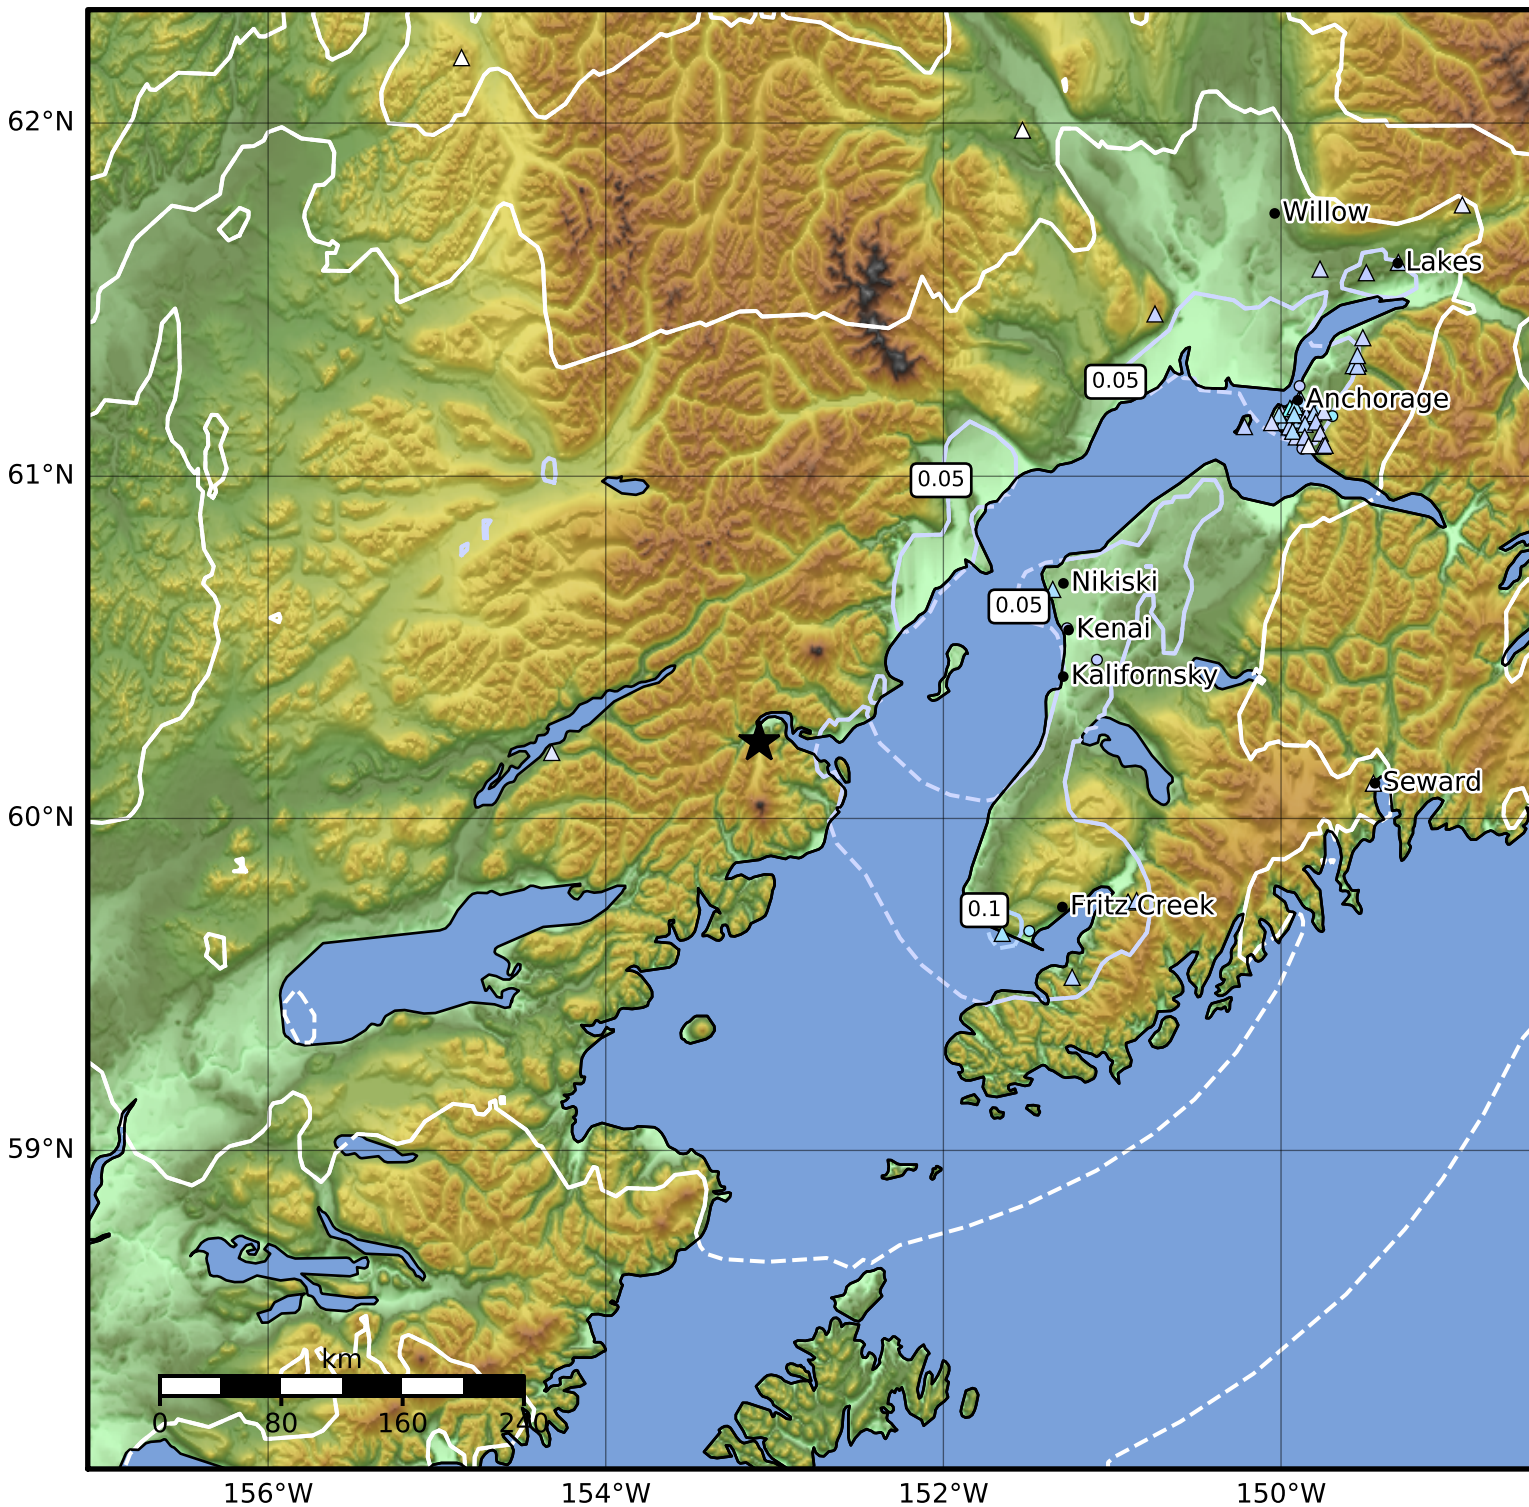 62°N
Willow
Lakes
0.05
Anchorage
0.05
61°N
Nikiski
0.05
Kenai
Kalifornsky
Seward
60°N
0.1
Fritz Creek
59°N
km
0 80 160 240
156°W 154°W 152°W 150°W